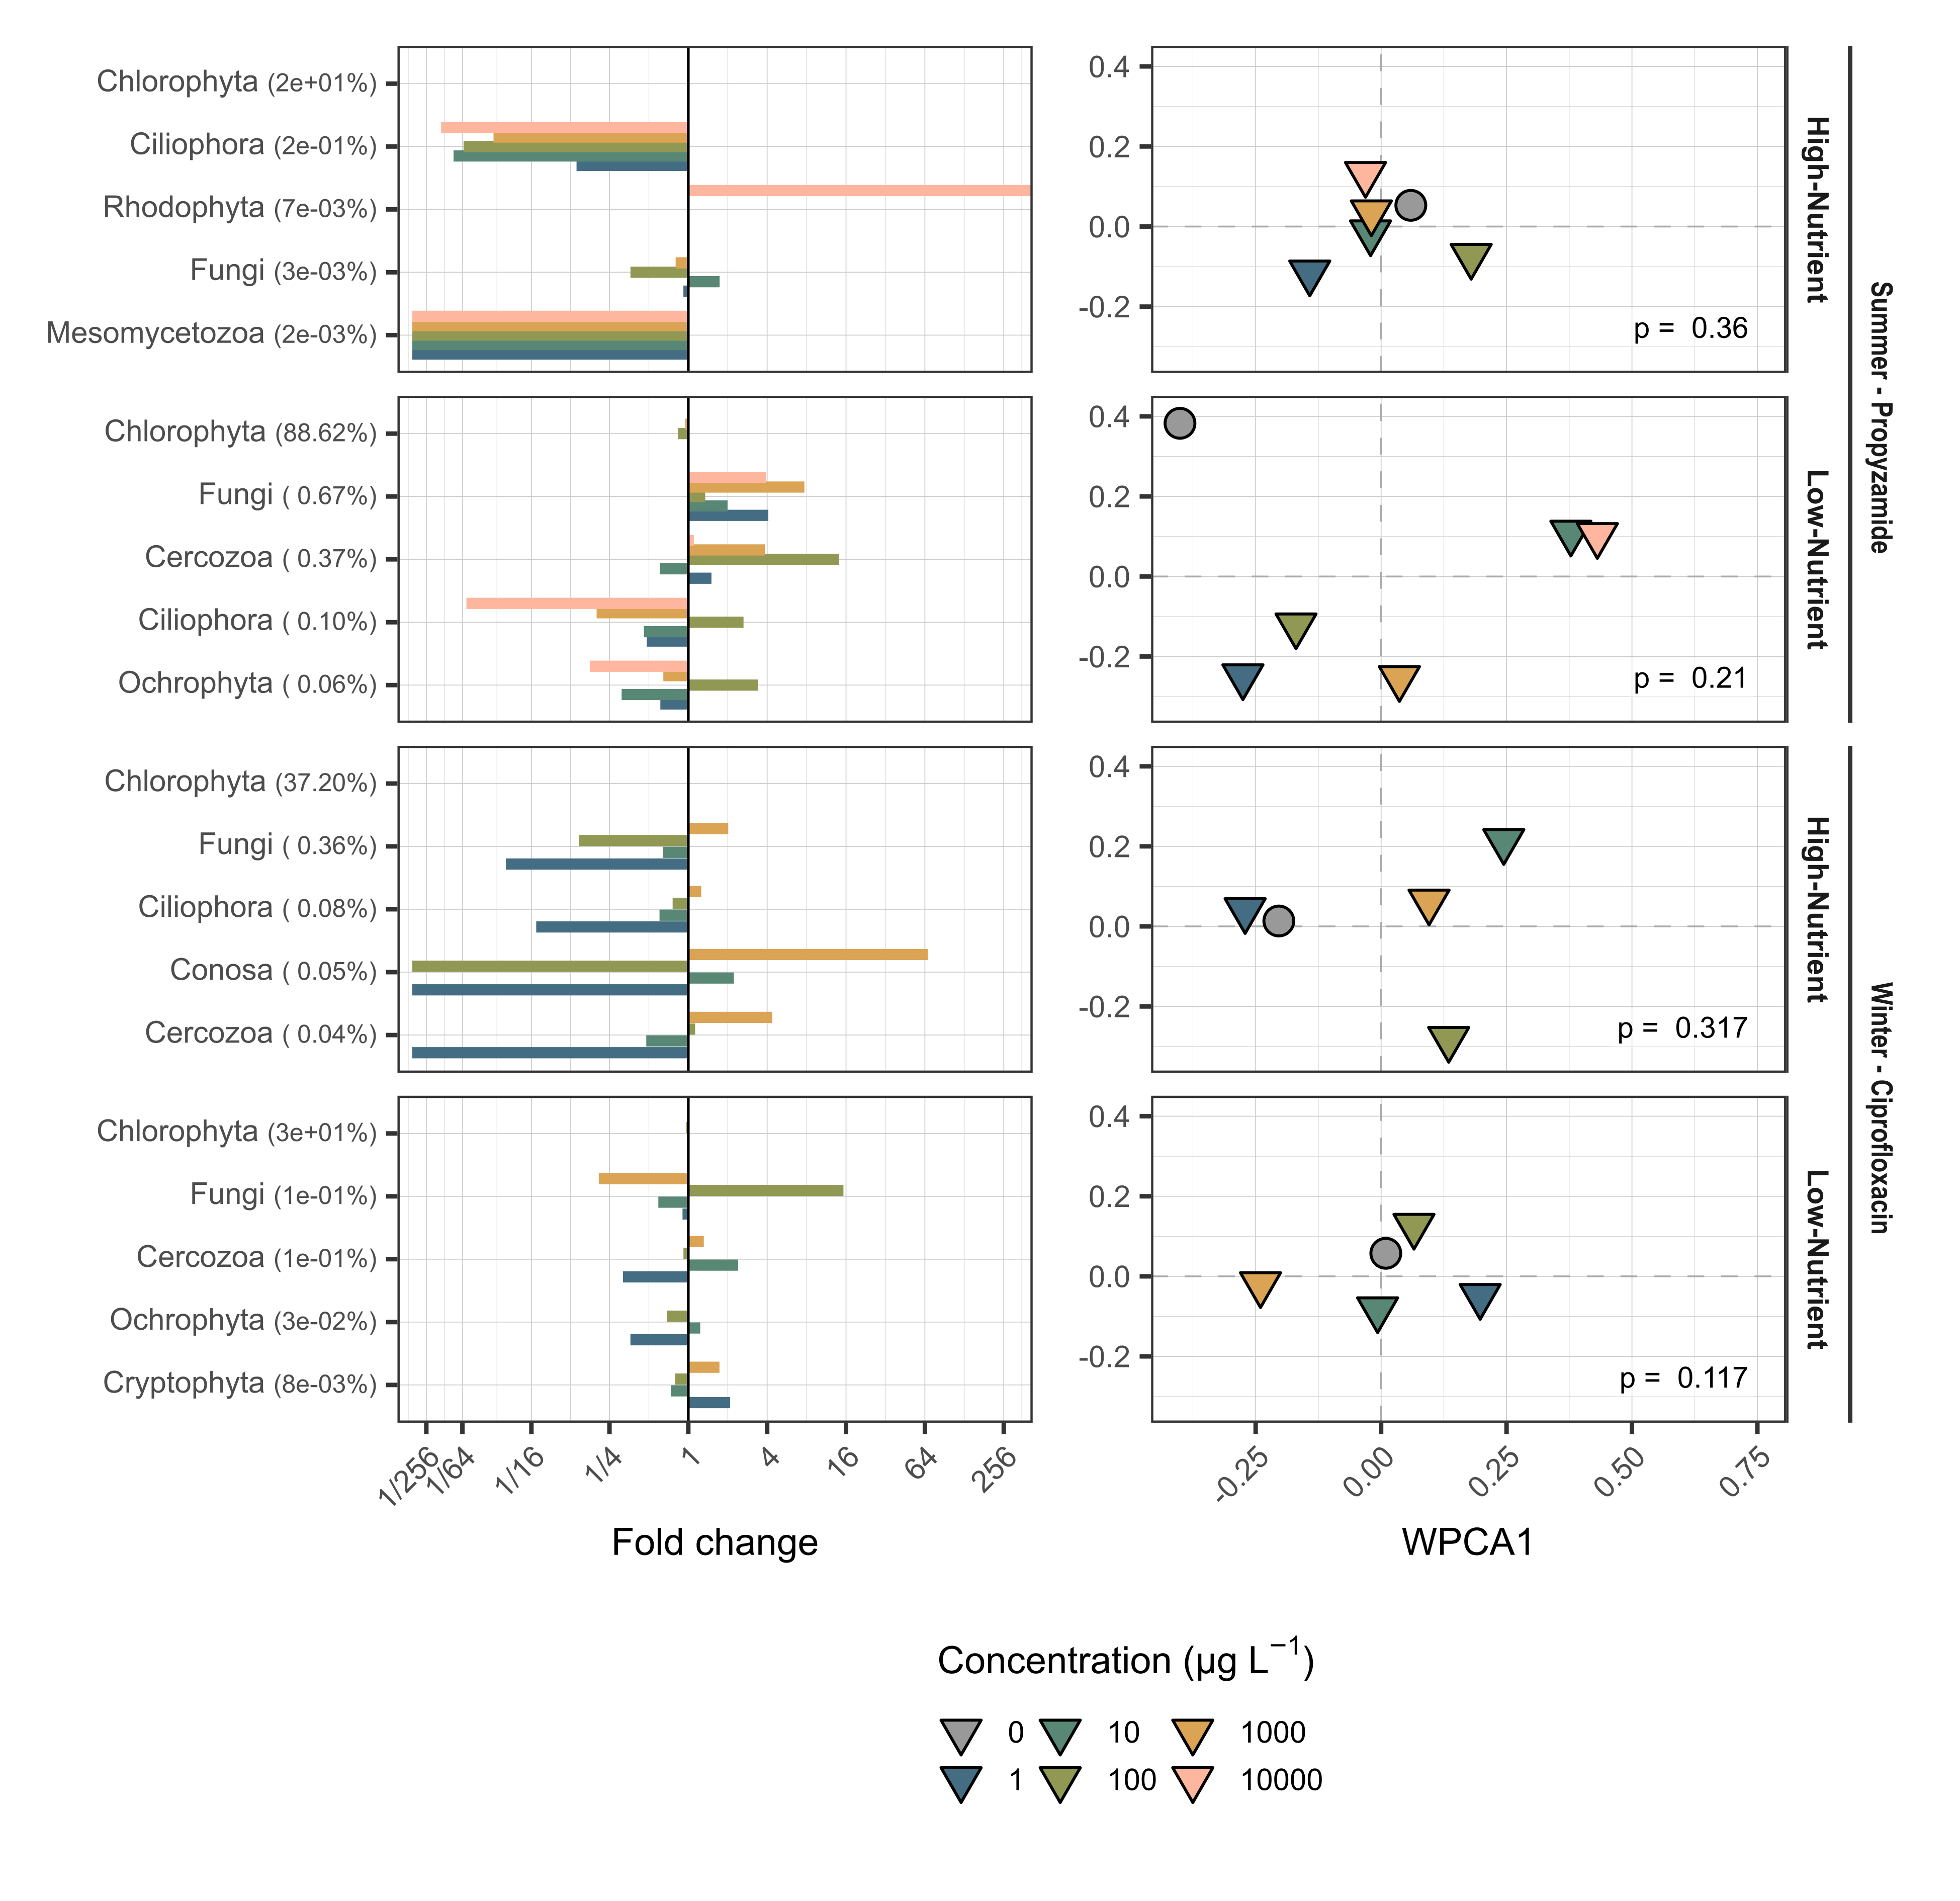 Chlorophyta (2e+01%)
Ciliophora (2e-01%)
Rhodophyta (7e-03%)
Fungi (3e-03%)
Mesomycetozoa (2e-03%)
0.4
0.2
0.0
-0.2
p = 0.36
High-Nutrient
Chlorophyta (88.62%)
Fungi ( 0.67%)
Cercozoa ( 0.37%)
Ciliophora ( 0.10%)
Ochrophyta ( 0.06%)
0.4
0.2
0.0
-0.2
p = 0.21
Low-Nutrient
Summer - Propyzamide
Chlorophyta (37.20%)
Fungi ( 0.36%)
Ciliophora ( 0.08%)
Conosa ( 0.05%)
Cercozoa ( 0.04%)
0.4
0.2
0.0
-0.2
p = 0.317
High-Nutrient
Chlorophyta (3e+01%)
Fungi (1e-01%)
Cercozoa (1e-01%)
Ochrophyta (3e-02%)
Cryptophyta (8e-03%)
0.4
0.2
0.0
-0.2
p = 0.117
Low-Nutrient
Winter - Ciprofloxacin
1/256 1/64 1/16 1/4 1 4 16 64 256
Fold change
-0.25 0.00 0.25 0.50 0.75
WPCA1
Concentration (µg L⁻¹)
0 10 1000
1 100 10000